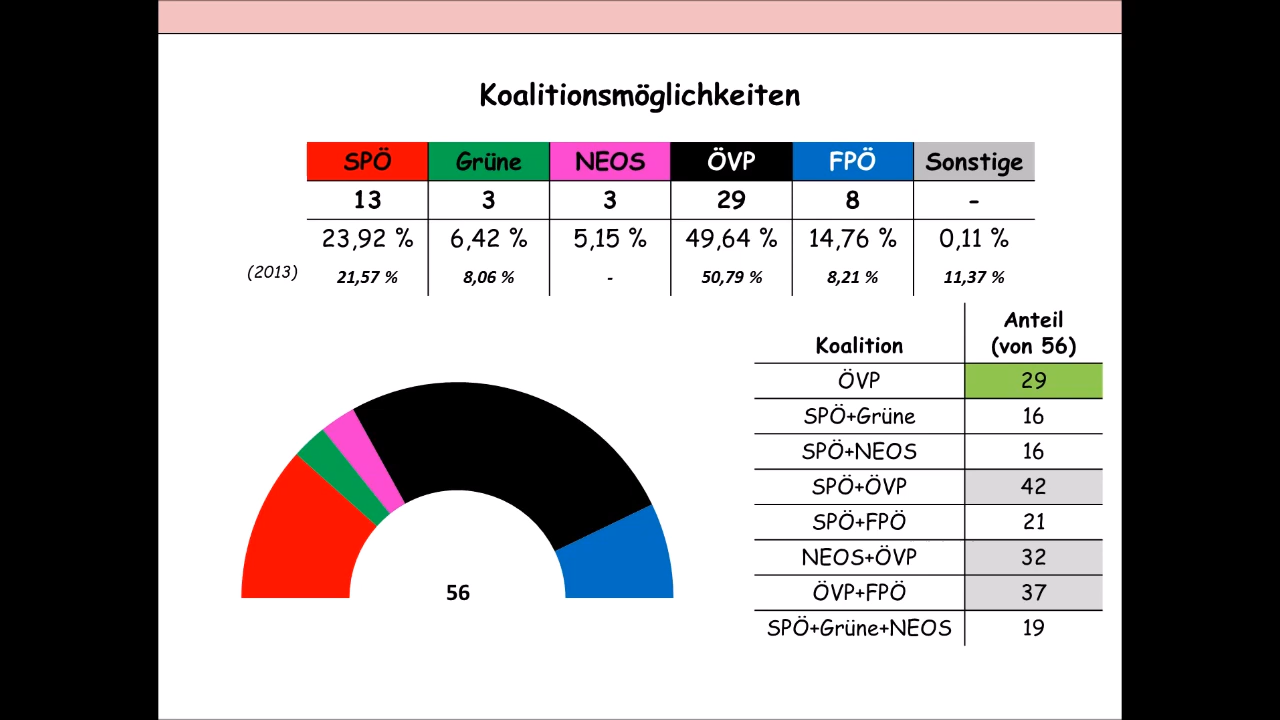 Koalitionsmöglichkeiten
SPÖ Grüne NEOS ÖVP FPÖ Sonstige
13 3 3 29 8 -
23,92 % 6,42 % 5,15 % 49,64 % 14,76 % 0,11 %
(2013) 21,57 % 8,06 % - 50,79 % 8,21 % 11,37 %
Koalition Anteil
(von 56)
ÖVP 29
SPÖ+Grüne 16
SPÖ+NEOS 16
SPÖ+ÖVP 42
SPÖ+FPÖ 21
NEOS+ÖVP 32
ÖVP+FPÖ 37
SPÖ+Grüne+NEOS 19
56